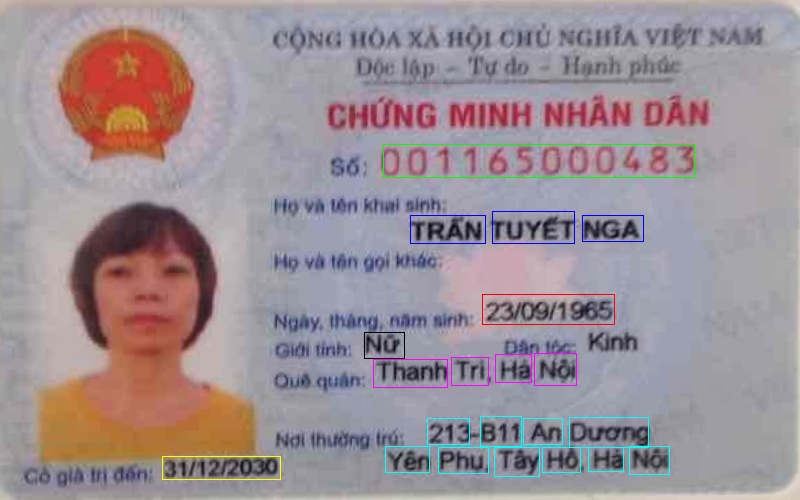 CỘNG HÒA XÃ HỘI CHỦ NGHĨA VIỆT NAM
Độc lập - Tự do - Hạnh phúc
CHỨNG MINH NHÂN DÂN
Số: 001165000483
Họ và tên khai sinh:
TRẦN TUYẾT NGA
Họ và tên gọi khác:
Ngày, tháng, năm sinh: 23/09/1965
Giới tính: Nữ Dân tộc: Kinh
Quê quán: Thanh Trì, Hà Nội
Nơi thường trú: 213-B11 An Dương
Yên Phụ, Tây Hồ, Hà Nội
Có giá trị đến: 31/12/2030